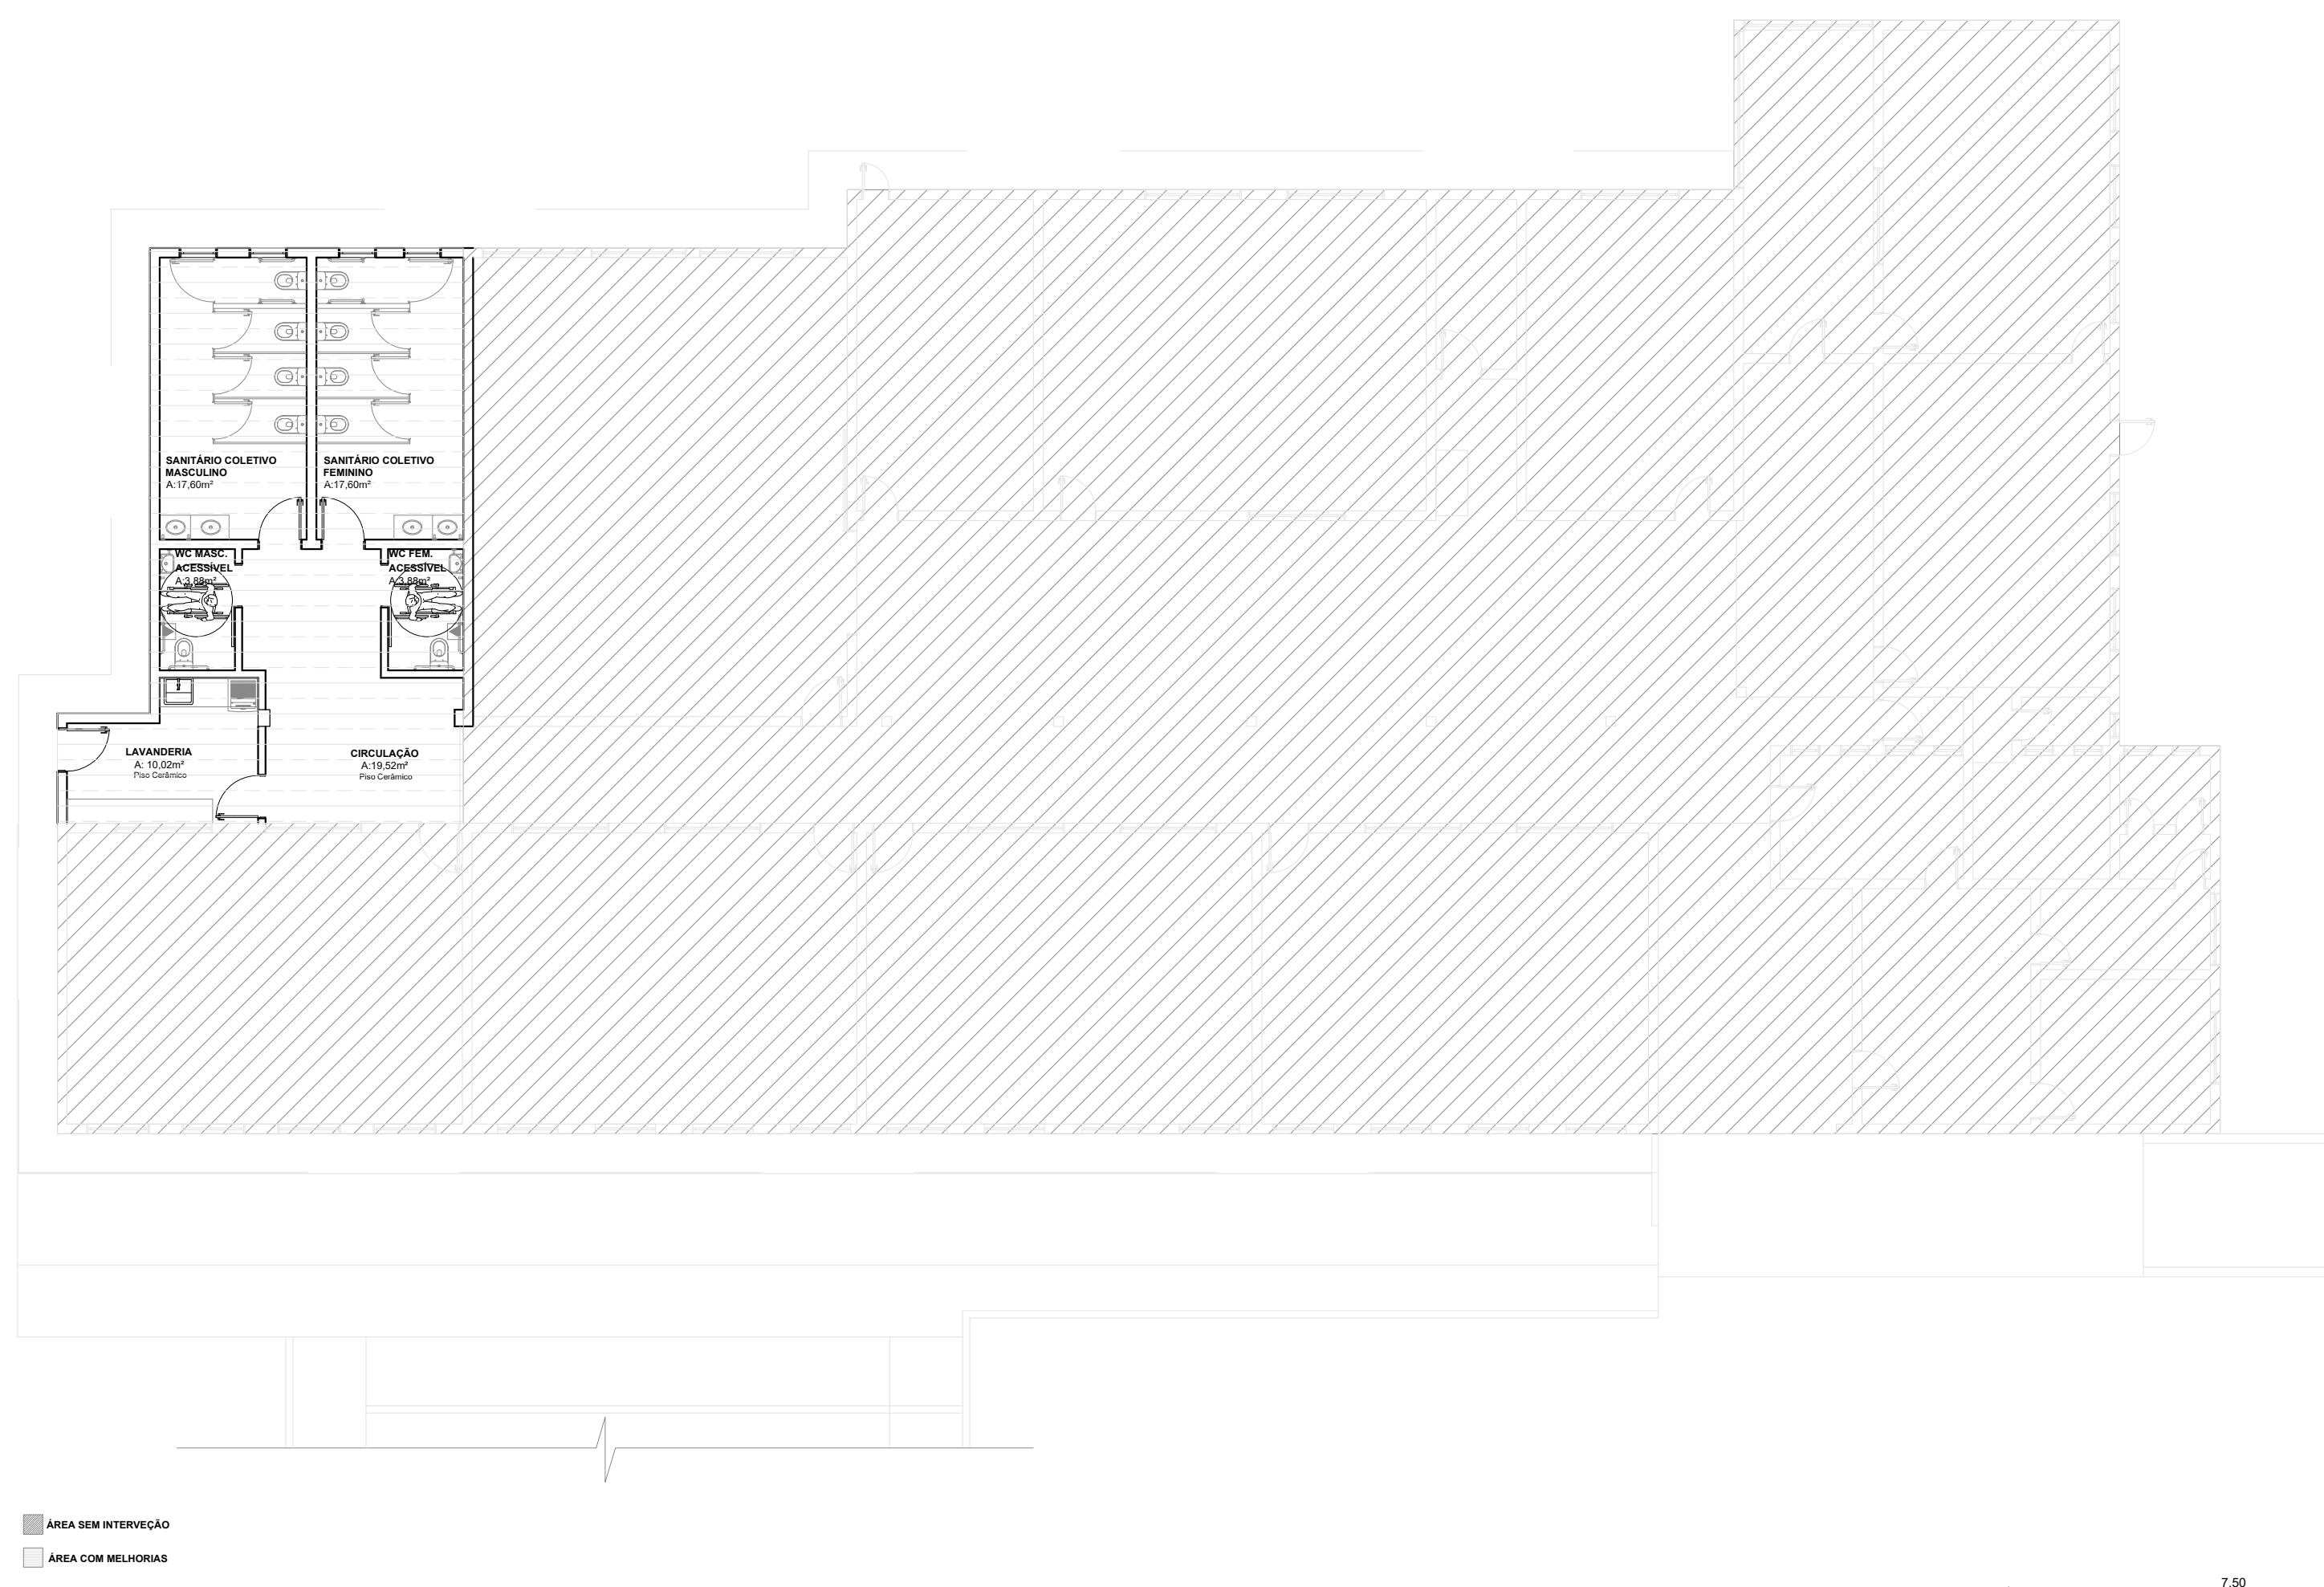 SANITÁRIO COLETIVO
MASCULINO
A:17,60m²
SANITÁRIO COLETIVO
FEMININO
A:17,60m²
WC MASC.
ACESSÍVEL
A:3,88m²
WC FEM.
ACESSÍVEL
A:3,88m²
LAVANDERIA
A: 10,02m²
Piso Cerâmico
CIRCULAÇÃO
A:19,52m²
Piso Cerâmico
ÁREA SEM INTERVEÇÃO
ÁREA COM MELHORIAS
7.50